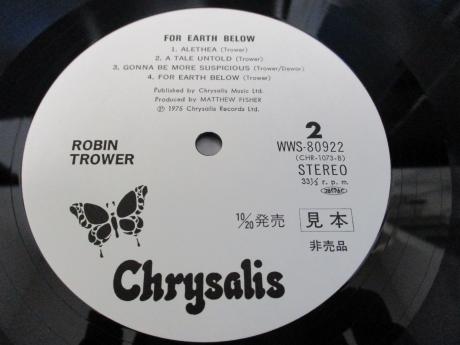 FOR EARTH BELOW
1. ALETHEA (Trower)
2. A TALE UNTOLD (Trower)
3. GONNA BE MORE SUSPICIOUS (Trower/Dewar)
4. FOR EARTH BELOW (Trower)
Published by Chrysalis Music Ltd.
Produced by MATTHEW FISHER
Ⓟ 1975 Chrysalis Records Ltd.
ROBIN
TROWER
2
WWS-80922
(CHR-1073-B)
STEREO
33⅓ r. p. m.
10/20発売
見本
非売品
Chrysalis